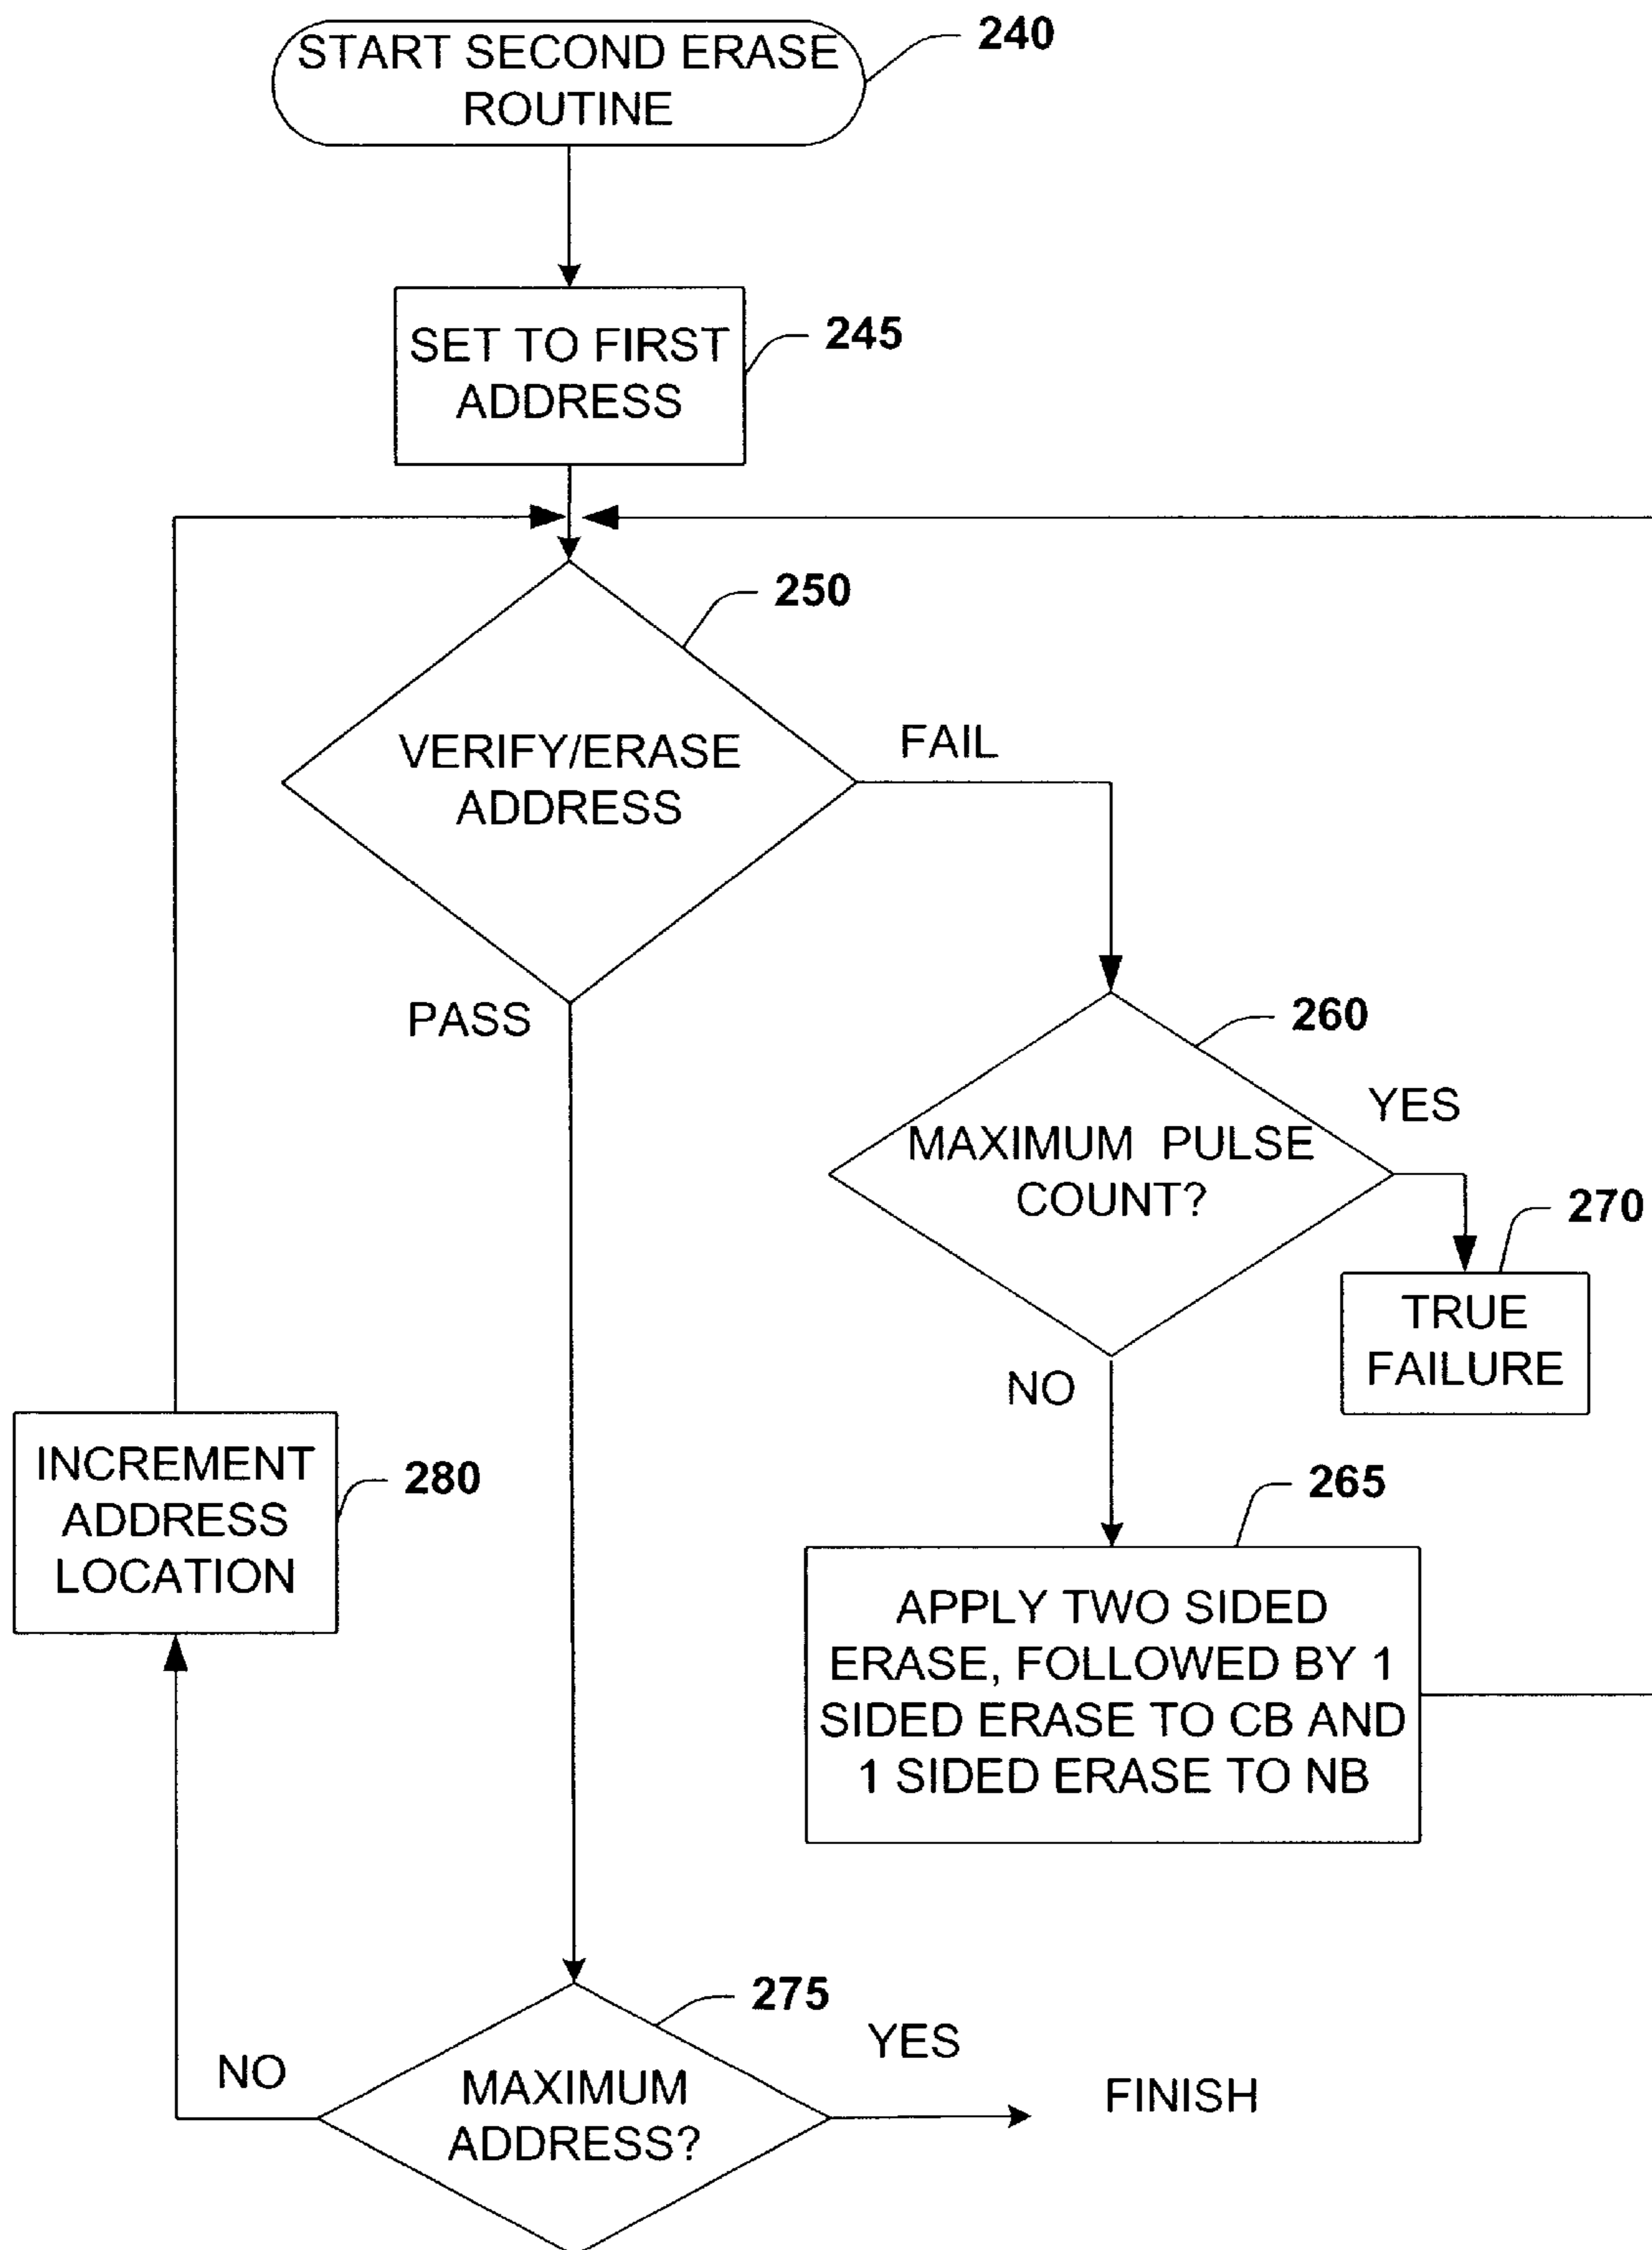 START SECOND ERASE
ROUTINE
240
SET TO FIRST
ADDRESS
245
250
VERIFY/ERASE
ADDRESS
FAIL
PASS
260
MAXIMUM PULSE
COUNT?
YES
270
TRUE
FAILURE
NO
INCREMENT
ADDRESS
LOCATION
280
265
APPLY TWO SIDED
ERASE, FOLLOWED BY 1
SIDED ERASE TO CB AND
1 SIDED ERASE TO NB
275
YES
NO
MAXIMUM
ADDRESS?
FINISH